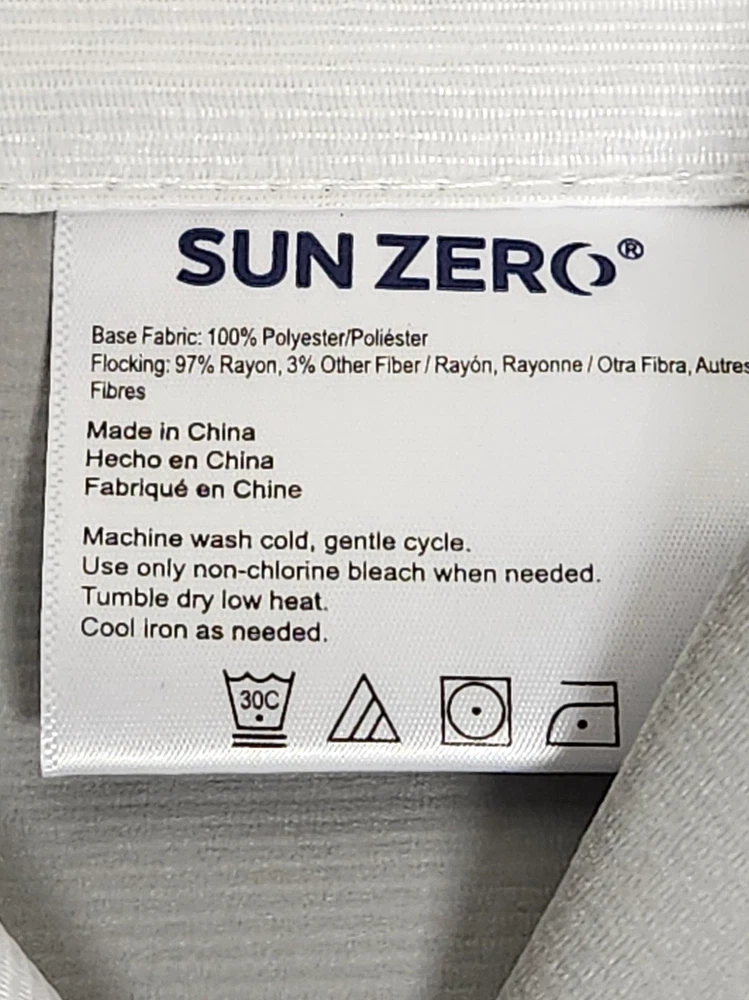 SUN ZERO®
Base Fabric: 100% Polyester/Poliéster
Flocking: 97% Rayon, 3% Other Fiber / Rayón, Rayonne / Otra Fibra, Autres
Fibres
Made in China
Hecho en China
Fabriqué en Chine
Machine wash cold, gentle cycle.
Use only non-chlorine bleach when needed.
Tumble dry low heat.
Cool iron as needed.
30C